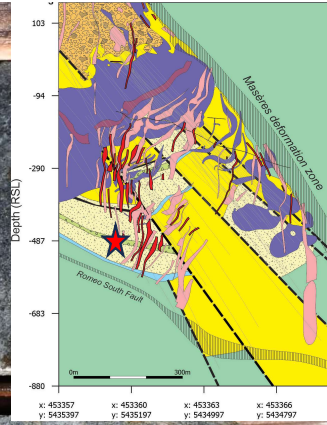 103
-94
-290
-487
-683
-880
Depth (RSL)
Masères deformation zone
Romeo South Fault
0m 300m
x: 453357 x: 453360 x: 453363 x: 453366
y: 5435397 y: 5435197 y: 5434997 y: 5434797